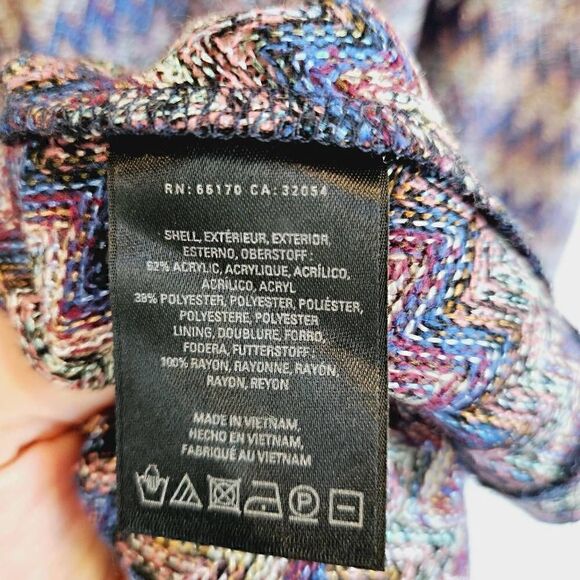 RN: 66170 CA: 32054
SHELL, EXTÉRIEUR, EXTERIOR,
ESTERNO, OBERSTOFF :
62% ACRYLIC, ACRYLIQUE, ACRÍLICO,
ACRILICO, ACRYL
38% POLYESTER, POLYESTER, POLIÉSTER,
POLIESTERE, POLYESTER
LINING, DOUBLURE, FORRO,
FODERA, FUTTERSTOFF :
100% RAYON, RAYONNE, RAYÓN,
RAYON, REYON
MADE IN VIETNAM,
HECHO EN VIETNAM,
FABRIQUÉ AU VIETNAM
P